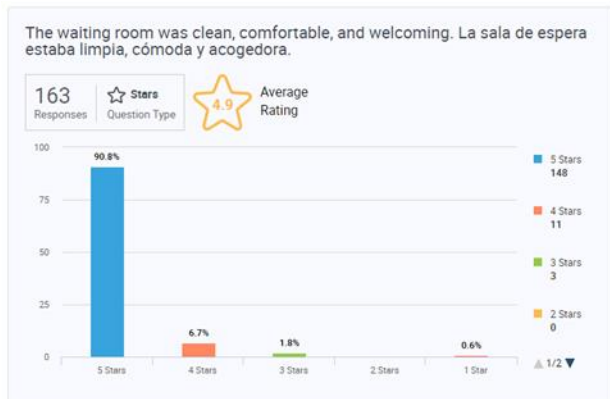 The waiting room was clean, comfortable, and welcoming. La sala de espera
estaba limpia, cómoda y acogedora.
163
Responses
Stars
Question Type
4.9
Average
Rating
100
75
50
25
0
90.8%
6.7%
1.8%
0.6%
5 Stars
4 Stars
3 Stars
2 Stars
1 Star
5 Stars
148
4 Stars
11
3 Stars
3
2 Stars
0
1/2